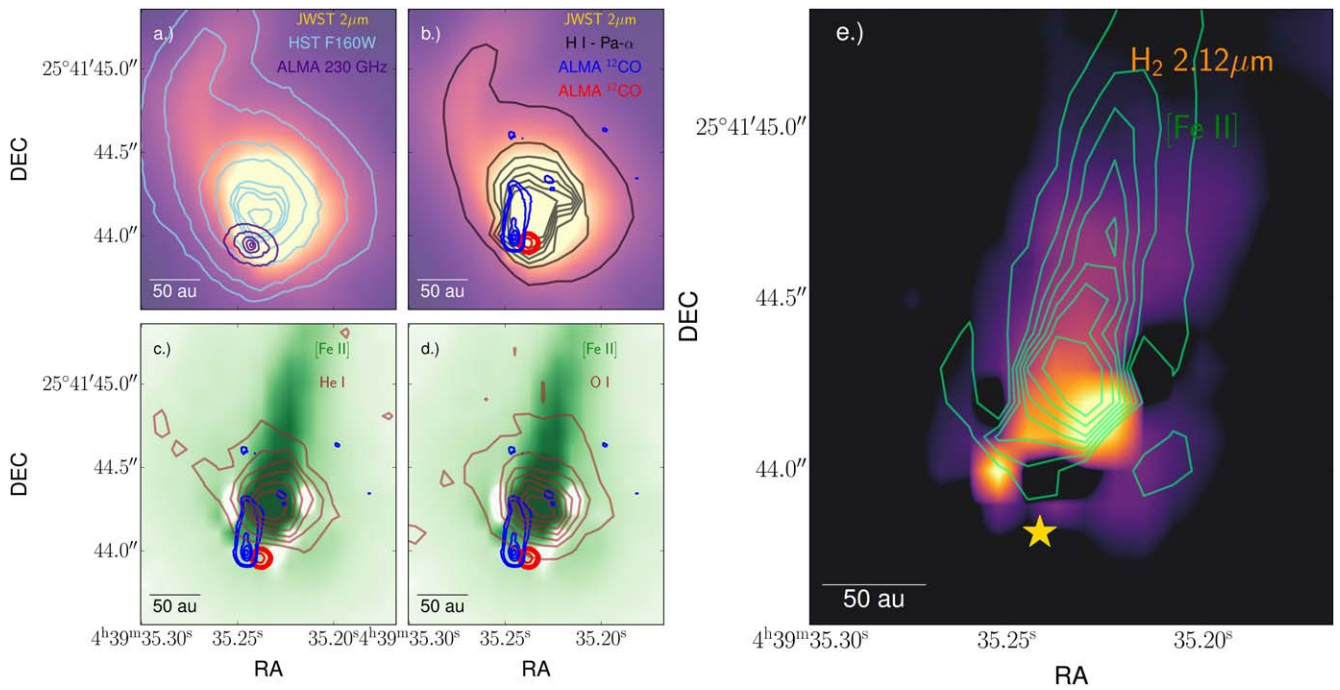 a.)
JWST 2μm
HST F160W
ALMA 230 GHz
50 au
b.)
JWST 2μm
H I - Pa-α
ALMA ¹²CO
ALMA ¹²CO
50 au
25°41′45.0″
44.5″
44.0″
DEC
c.)
[Fe II]
He I
50 au
d.)
[Fe II]
O I
50 au
25°41′45.0″
44.5″
44.0″
DEC
4ʰ39ᵐ35.30ˢ
35.25ˢ
35.20ˢ
4ʰ39ᵐ35.30ˢ
35.25ˢ
35.20ˢ
RA
RA
e.)
H₂ 2.12μm
[Fe II]
50 au
25°41′45.0″
44.5″
44.0″
DEC
4ʰ39ᵐ35.30ˢ
35.25ˢ
35.20ˢ
RA